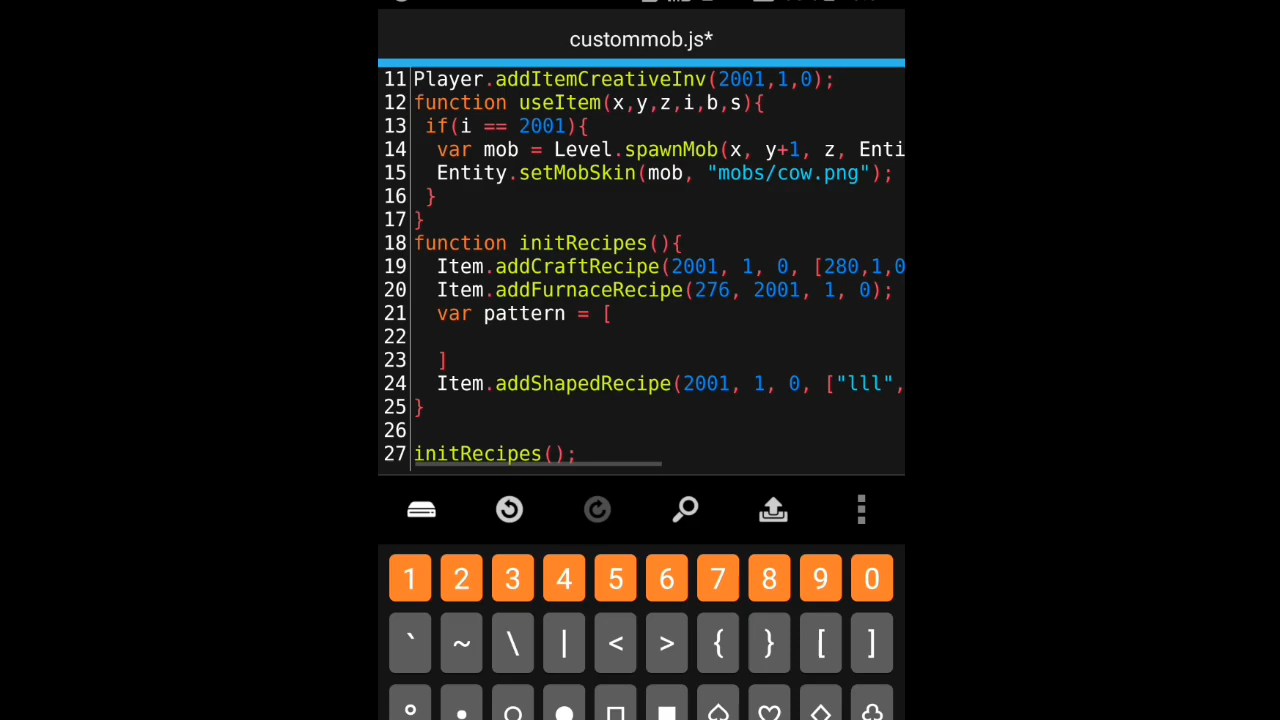 custommob.js*
11 Player.addItemCreativeInv(2001,1,0);
12 function useItem(x,y,z,i,b,s){
13 if(i == 2001){
14 var mob = Level.spawnMob(x, y+1, z, Enti
15 Entity.setMobSkin(mob, "mobs/cow.png");
16 }
17 }
18 function initRecipes(){
19 Item.addCraftRecipe(2001, 1, 0, [280,1,0
20 Item.addFurnaceRecipe(276, 2001, 1, 0);
21 var pattern = [
22
23 ]
24 Item.addShapedRecipe(2001, 1, 0, ["lll",
25 }
26
27 initRecipes();
1 2 3 4 5 6 7 8 9 0
` ~ \ | < > { } [ ]
° • ○ ● □ ■ ♤ ♡ ◇ ♧